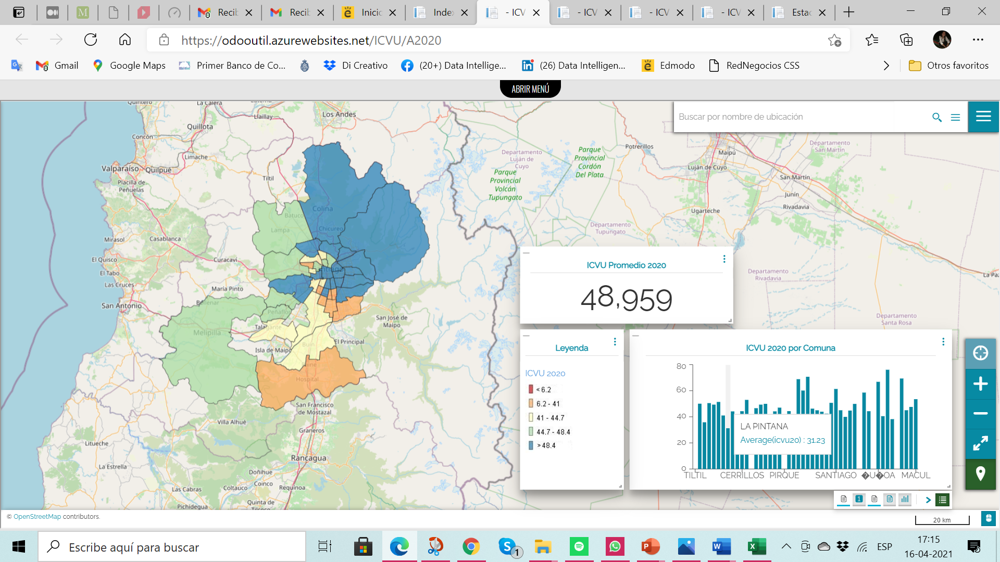 Recib
Recib
Inicio
Index
- ICV
- ICV
- ICV
- ICV
Estac
https://odooutil.azurewebsites.net/ICVU/A2020
Gmail
Google Maps
Primer Banco de Co...
Di Creativo
(20+) Data Intellige...
(26) Data Intelligen...
Edmodo
RedNegocios CSS
Otros favoritos
ABRIR MENÚ
Buscar por nombre de ubicación
Quintero
La Calera
Llaillay
Los Andes
Quillota
Concón
Limache
Valparaíso
Quilpué
Placilla de
Peñuelas
Tiltil
Colina
Batuco
Lampa
Chicureo
Mirasol
Casablanca
El Quisco
Curacaví
El Tabo
Las Cruces
María Pinto
San Antonio
Bollenar
Peñaflor
Melipilla
Talagante
San José de
Maipo
Isla de Maipo
Buin
El Principal
Paine
Hospital
San Francisco
de Mostazal
Villa Alhué
Graneros
Litueche
Rancagua
La Estrella
Doñihue
Coinco
Las Cabras
Coltauco
Requinoa
Pichidegua
Quinta de
Tilcoco
Departamento
Luján de
Cuyo
Parque
Provincial
Cordón
Del Plata
Potrerillos
Parque
Provincial
Volcán
Tupungato
Maipú
Departamento
San Martín
Luján de Cuyo
San Martín
Junín
Rivadavia
Ugarteche
Departamento
Tupungato
Departamento
Rivadavia
La Paz
Departamento
Santa Rosa
ICVU Promedio 2020
48,959
Leyenda
ICVU 2020
< 6.2
6.2 - 41
41 - 44.7
44.7 - 48.4
> 48.4
ICVU 2020 por Comuna
80
60
40
20
0
LA PINTANA
Average(icvu20) : 31.23
TILTIL
CERRILLOS
PIRQUE
SANTIAGO
�U�OA
MACUL
1
© OpenStreetMap contributors.
20 km
Escribe aquí para buscar
1
ESP
17:15
16-04-2021